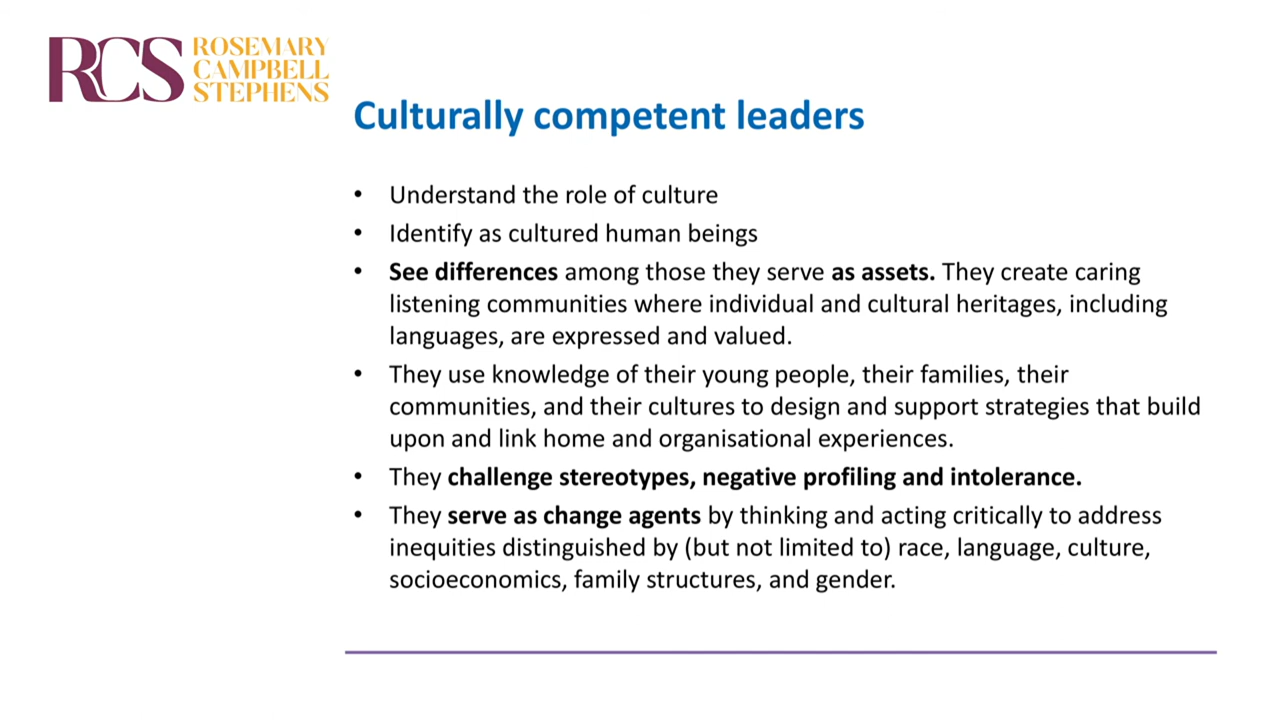 RCS ROSEMARY
CAMPBELL
STEPHENS
Culturally competent leaders
• Understand the role of culture
• Identify as cultured human beings
• See differences among those they serve as assets. They create caring
listening communities where individual and cultural heritages, including
languages, are expressed and valued.
• They use knowledge of their young people, their families, their
communities, and their cultures to design and support strategies that build
upon and link home and organisational experiences.
• They challenge stereotypes, negative profiling and intolerance.
• They serve as change agents by thinking and acting critically to address
inequities distinguished by (but not limited to) race, language, culture,
socioeconomics, family structures, and gender.